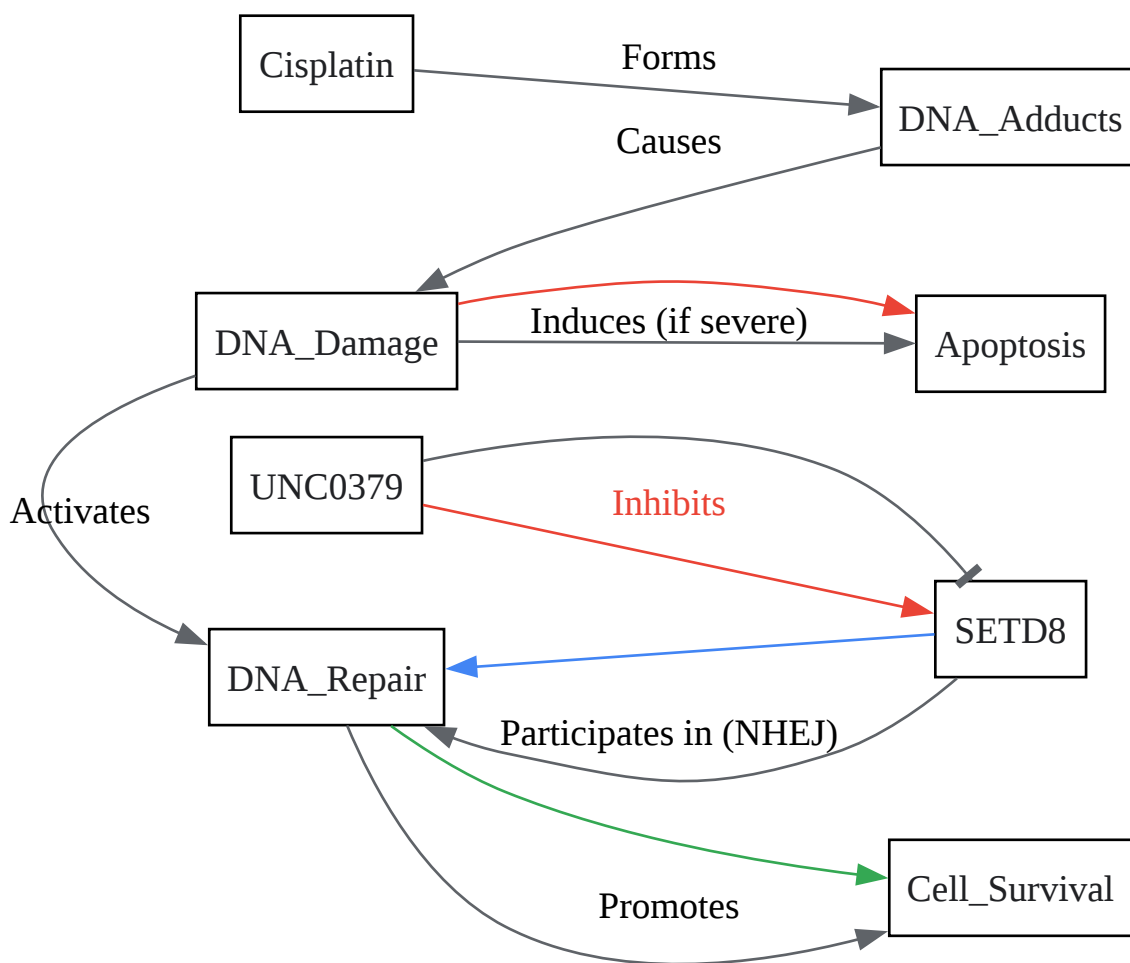 Cisplatin
Forms
DNA_Adducts
Causes
DNA_Damage
Induces (if severe)
Apoptosis
Activates
UNC0379
Inhibits
SETD8
DNA_Repair
Participates in (NHEJ)
Cell_Survival
Promotes